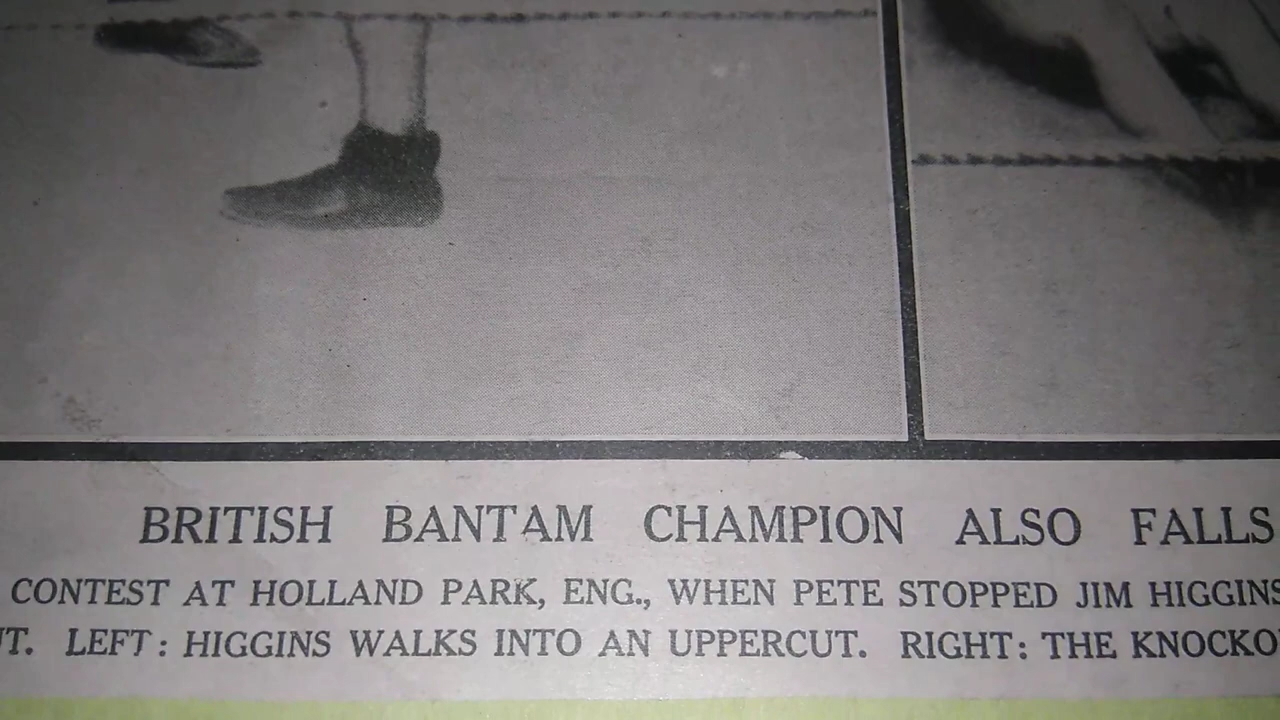 BRITISH BANTAM CHAMPION ALSO FALLS
CONTEST AT HOLLAND PARK, ENG., WHEN PETE STOPPED JIM HIGGINS
LEFT: HIGGINS WALKS INTO AN UPPERCUT. RIGHT: THE